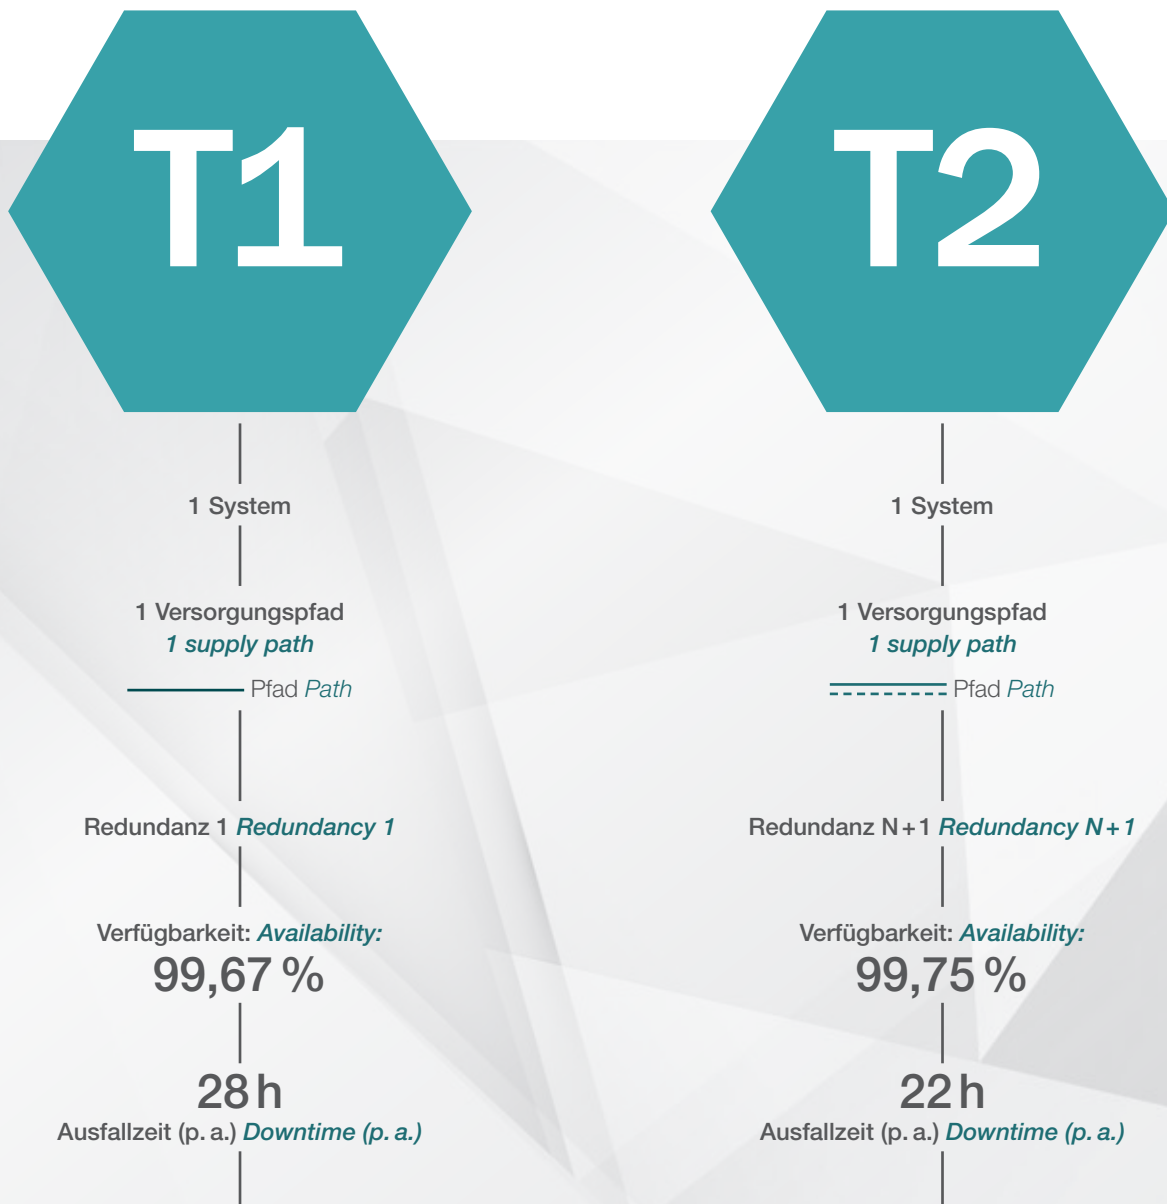 T1
1 System
1 Versorgungspfad
1 supply path
Pfad Path
Redundanz 1 Redundancy 1
Verfügbarkeit: Availability:
99,67 %
28 h
Ausfallzeit (p. a.) Downtime (p. a.)
T2
1 System
1 Versorgungspfad
1 supply path
Pfad Path
Redundanz N+1 Redundancy N+1
Verfügbarkeit: Availability:
99,75 %
22 h
Ausfallzeit (p. a.) Downtime (p. a.)